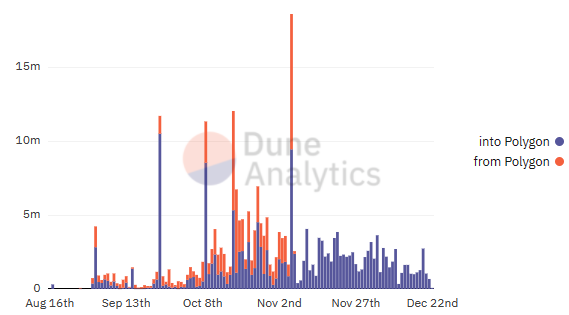 15m
10m
5m
0
Aug 16th
Sep 13th
Oct 8th
Nov 2nd
Nov 27th
Dec 22nd
Dune
Analytics
into Polygon
from Polygon